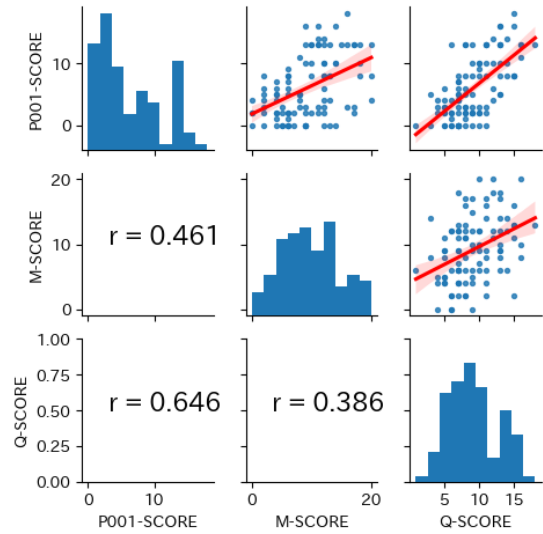 P001-SCORE
10
0
M-SCORE
20
10
0
r = 0.461
Q-SCORE
1.00
0.75
0.50
0.25
0.00
r = 0.646
r = 0.386
0 10
0 20
5 10 15
P001-SCORE
M-SCORE
Q-SCORE